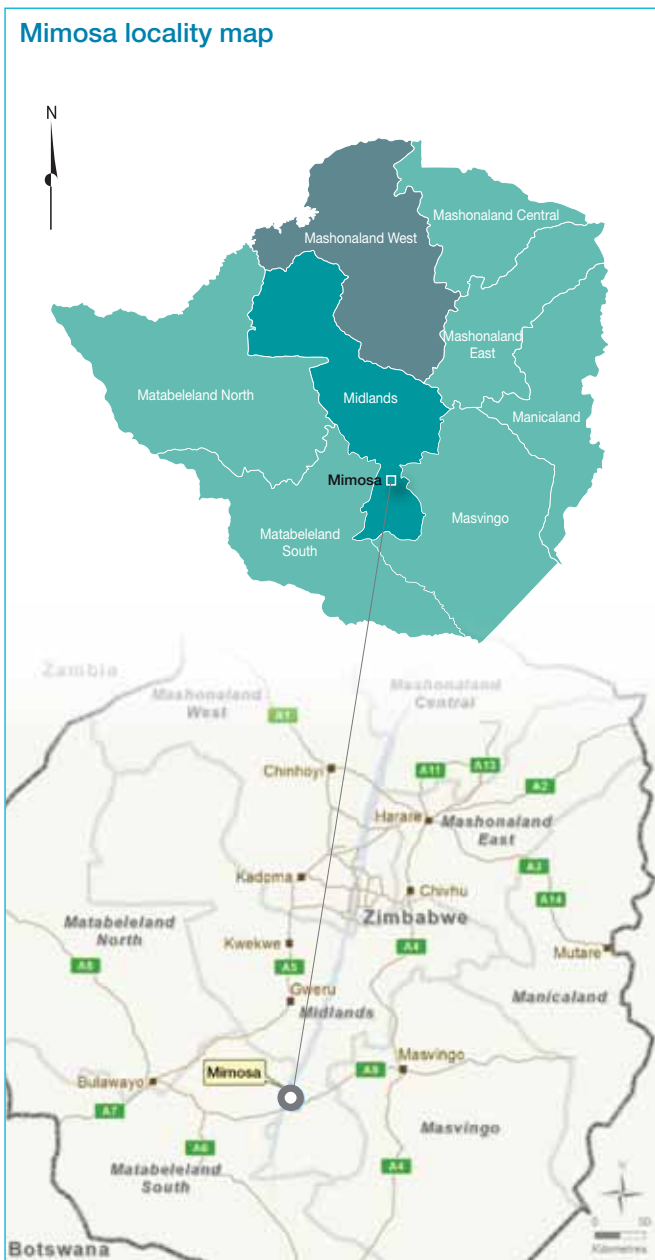 Mimosa locality map
N
Mashonaland Central
Mashonaland West
Mashonaland
East
Matabeleland North
Midlands
Manicaland
Mimosa
Masvingo
Matabeleland
South
Zambia
Mashonaland
West
Mashonaland
Central
A1
Chinhoyi
A11
A13
A2
Harare
Mashonaland
East
A3
Kadoma
Chivhu
A14
Matabeleland
North
Zimbabwe
Kwekwe
A4
Mutare
A8
A5
Gweru
Midlands
Manicaland
Mimosa
Masvingo
A9
Bulawayo
A7
Masvingo
A6
Matabeleland
South
A4
N
0 50
Kilometres
Botswana